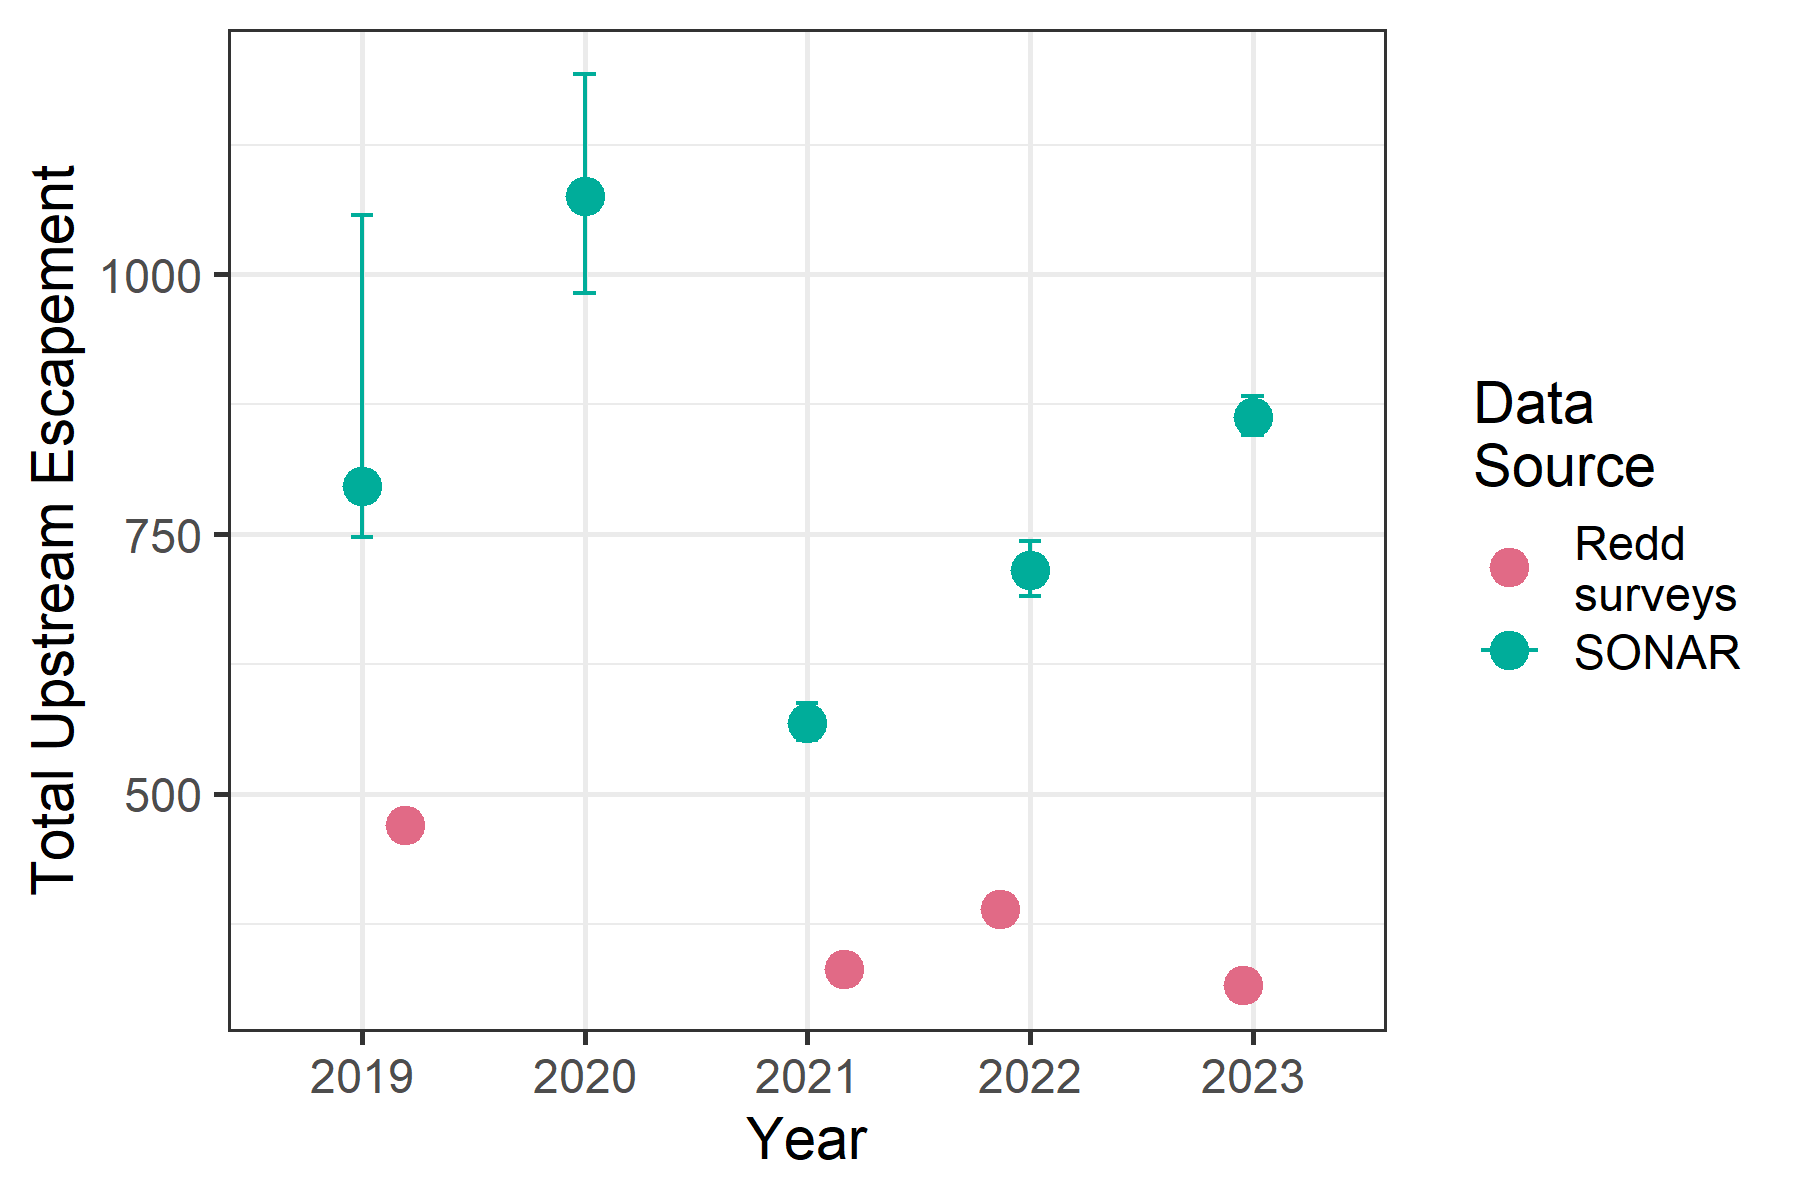 Total Upstream Escapement
1000
750
500
2019
2020
2021
2022
2023
Year
Data
Source
Redd
surveys
SONAR